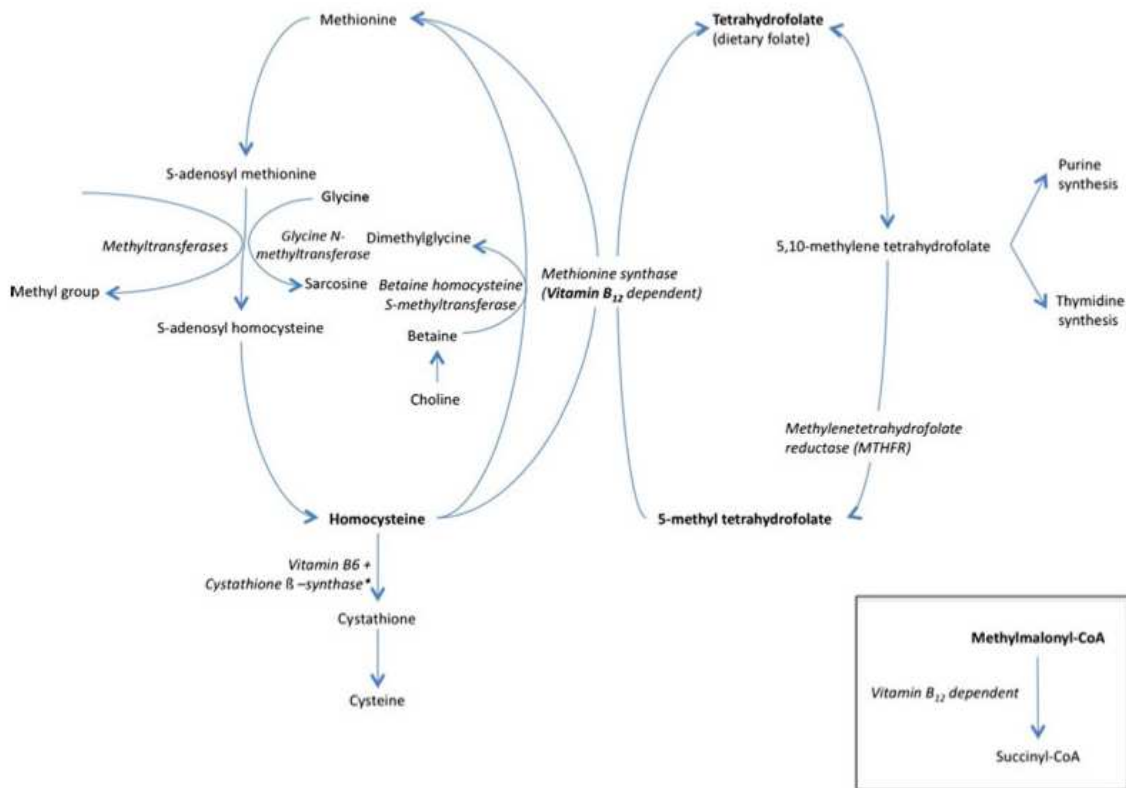 Methionine
Tetrahydrofolate
(dietary folate)
S-adenosyl methionine
Glycine
Methyltransferases
Glycine N-
methyltransferase
Dimethylglycine
Methyl group
Sarcosine
Betaine homocysteine
S-methyltransferase
S-adenosyl homocysteine
Betaine
Choline
Methionine synthase
(Vitamin B12 dependent)
5,10-methylene tetrahydrofolate
Purine
synthesis
Thymidine
synthesis
Methylenetetrahydrofolate
reductase (MTHFR)
Homocysteine
5-methyl tetrahydrofolate
Vitamin B6 +
Cystathione ß –synthase*
Cystathione
Cysteine
Methylmalonyl-CoA
Vitamin B12 dependent
Succinyl-CoA